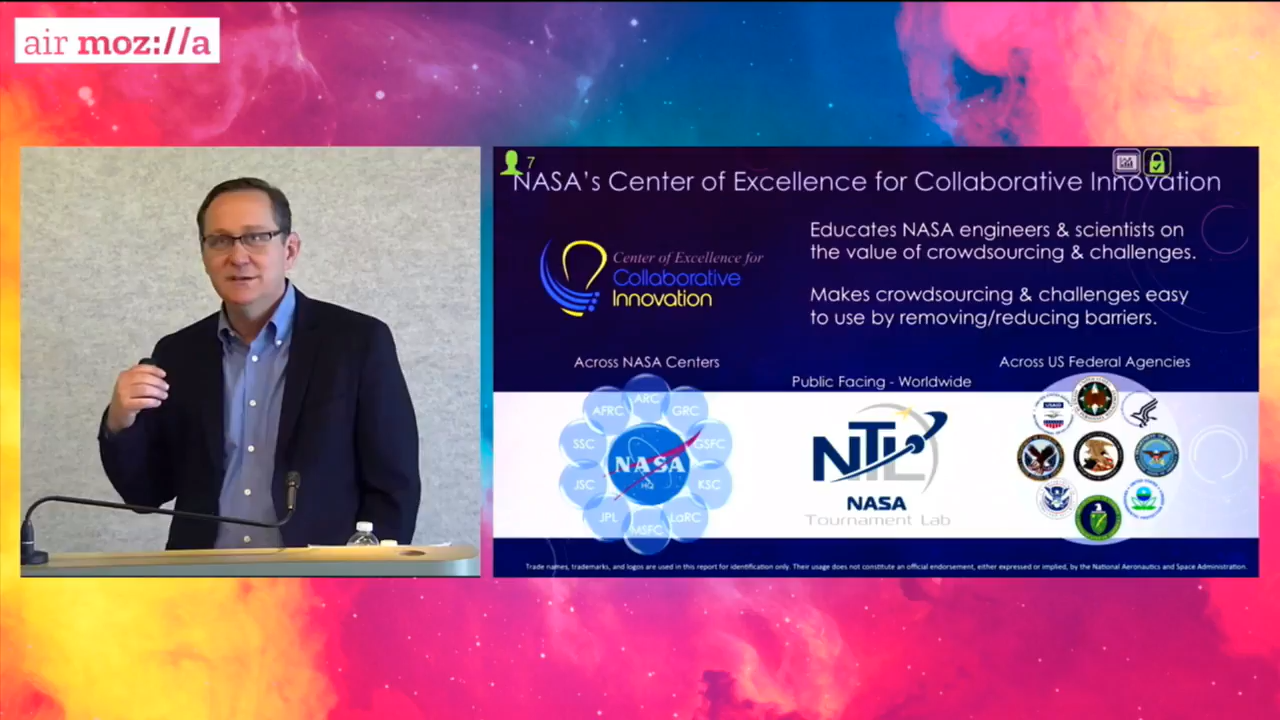 air moz://a
7
NASA's Center of Excellence for Collaborative Innovation
Educates NASA engineers & scientists on
the value of crowdsourcing & challenges.
Center of Excellence for
Collaborative
Innovation
Makes crowdsourcing & challenges easy
to use by removing/reducing barriers.
Across NASA Centers
Public Facing - Worldwide
Across US Federal Agencies
ARC
AFRC
GRC
SSC
GSFC
NASA
HQ
JSC
KSC
JPL
LaRC
MSFC
NTL
NASA
Tournament Lab
USAID
Trade names, trademarks, and logos are used in this report for identification only. Their usage does not constitute an official endorsement, either expressed or implied, by the National Aeronautics and Space Administration.